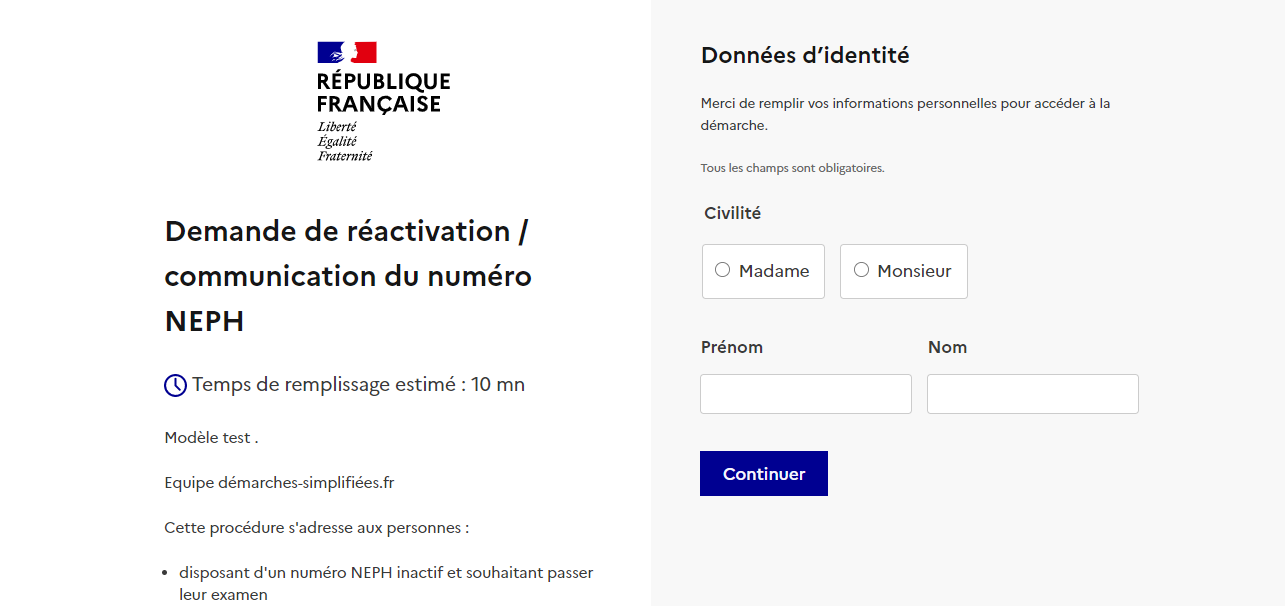 RÉPUBLIQUE
FRANÇAISE
Liberté
Égalité
Fraternité
Demande de réactivation /
communication du numéro
NEPH
Temps de remplissage estimé : 10 mn
Modèle test .
Equipe démarches-simplifiées.fr
Cette procédure s'adresse aux personnes :
• disposant d'un numéro NEPH inactif et souhaitant passer
leur examen
Données d’identité
Merci de remplir vos informations personnelles pour accéder à la
démarche.
Tous les champs sont obligatoires.
Civilité
Madame Monsieur
Prénom Nom
Continuer